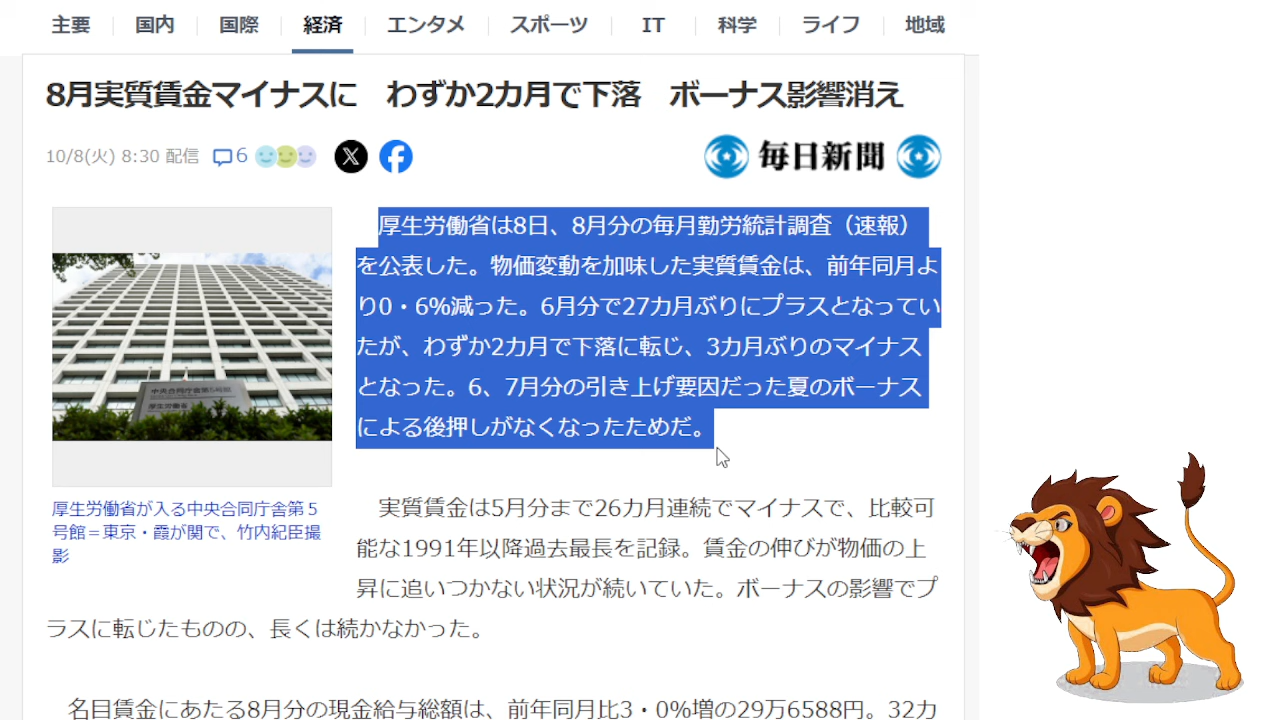 主要 国内 国際 経済 エンタメ スポーツ IT 科学 ライフ 地域
8月実質賃金マイナスに わずか2カ月で下落 ボーナス影響消え
10/8(火) 8:30 配信 6
毎日新聞
厚生労働省は8日、8月分の毎月勤労統計調査（速報）
を公表した。物価変動を加味した実質賃金は、前年同月よ
り0・6%減った。6月分で27カ月ぶりにプラスとなってい
たが、わずか2カ月で下落に転じ、3カ月ぶりのマイナス
となった。6、7月分の引き上げ要因だった夏のボーナス
による後押しがなくなったためだ。
中央合同庁舎第5号館
厚生労働省
厚生労働省が入る中央合同庁舎第５
号館＝東京・霞が関で、竹内紀臣撮
影
実質賃金は5月分まで26カ月連続でマイナスで、比較可
能な1991年以降過去最長を記録。賃金の伸びが物価の上
昇に追いつかない状況が続いていた。ボーナスの影響でプ
ラスに転じたものの、長くは続かなかった。
名目賃金にあたる8月分の現金給与総額は、前年同月比3・0%増の29万6588円。32カ